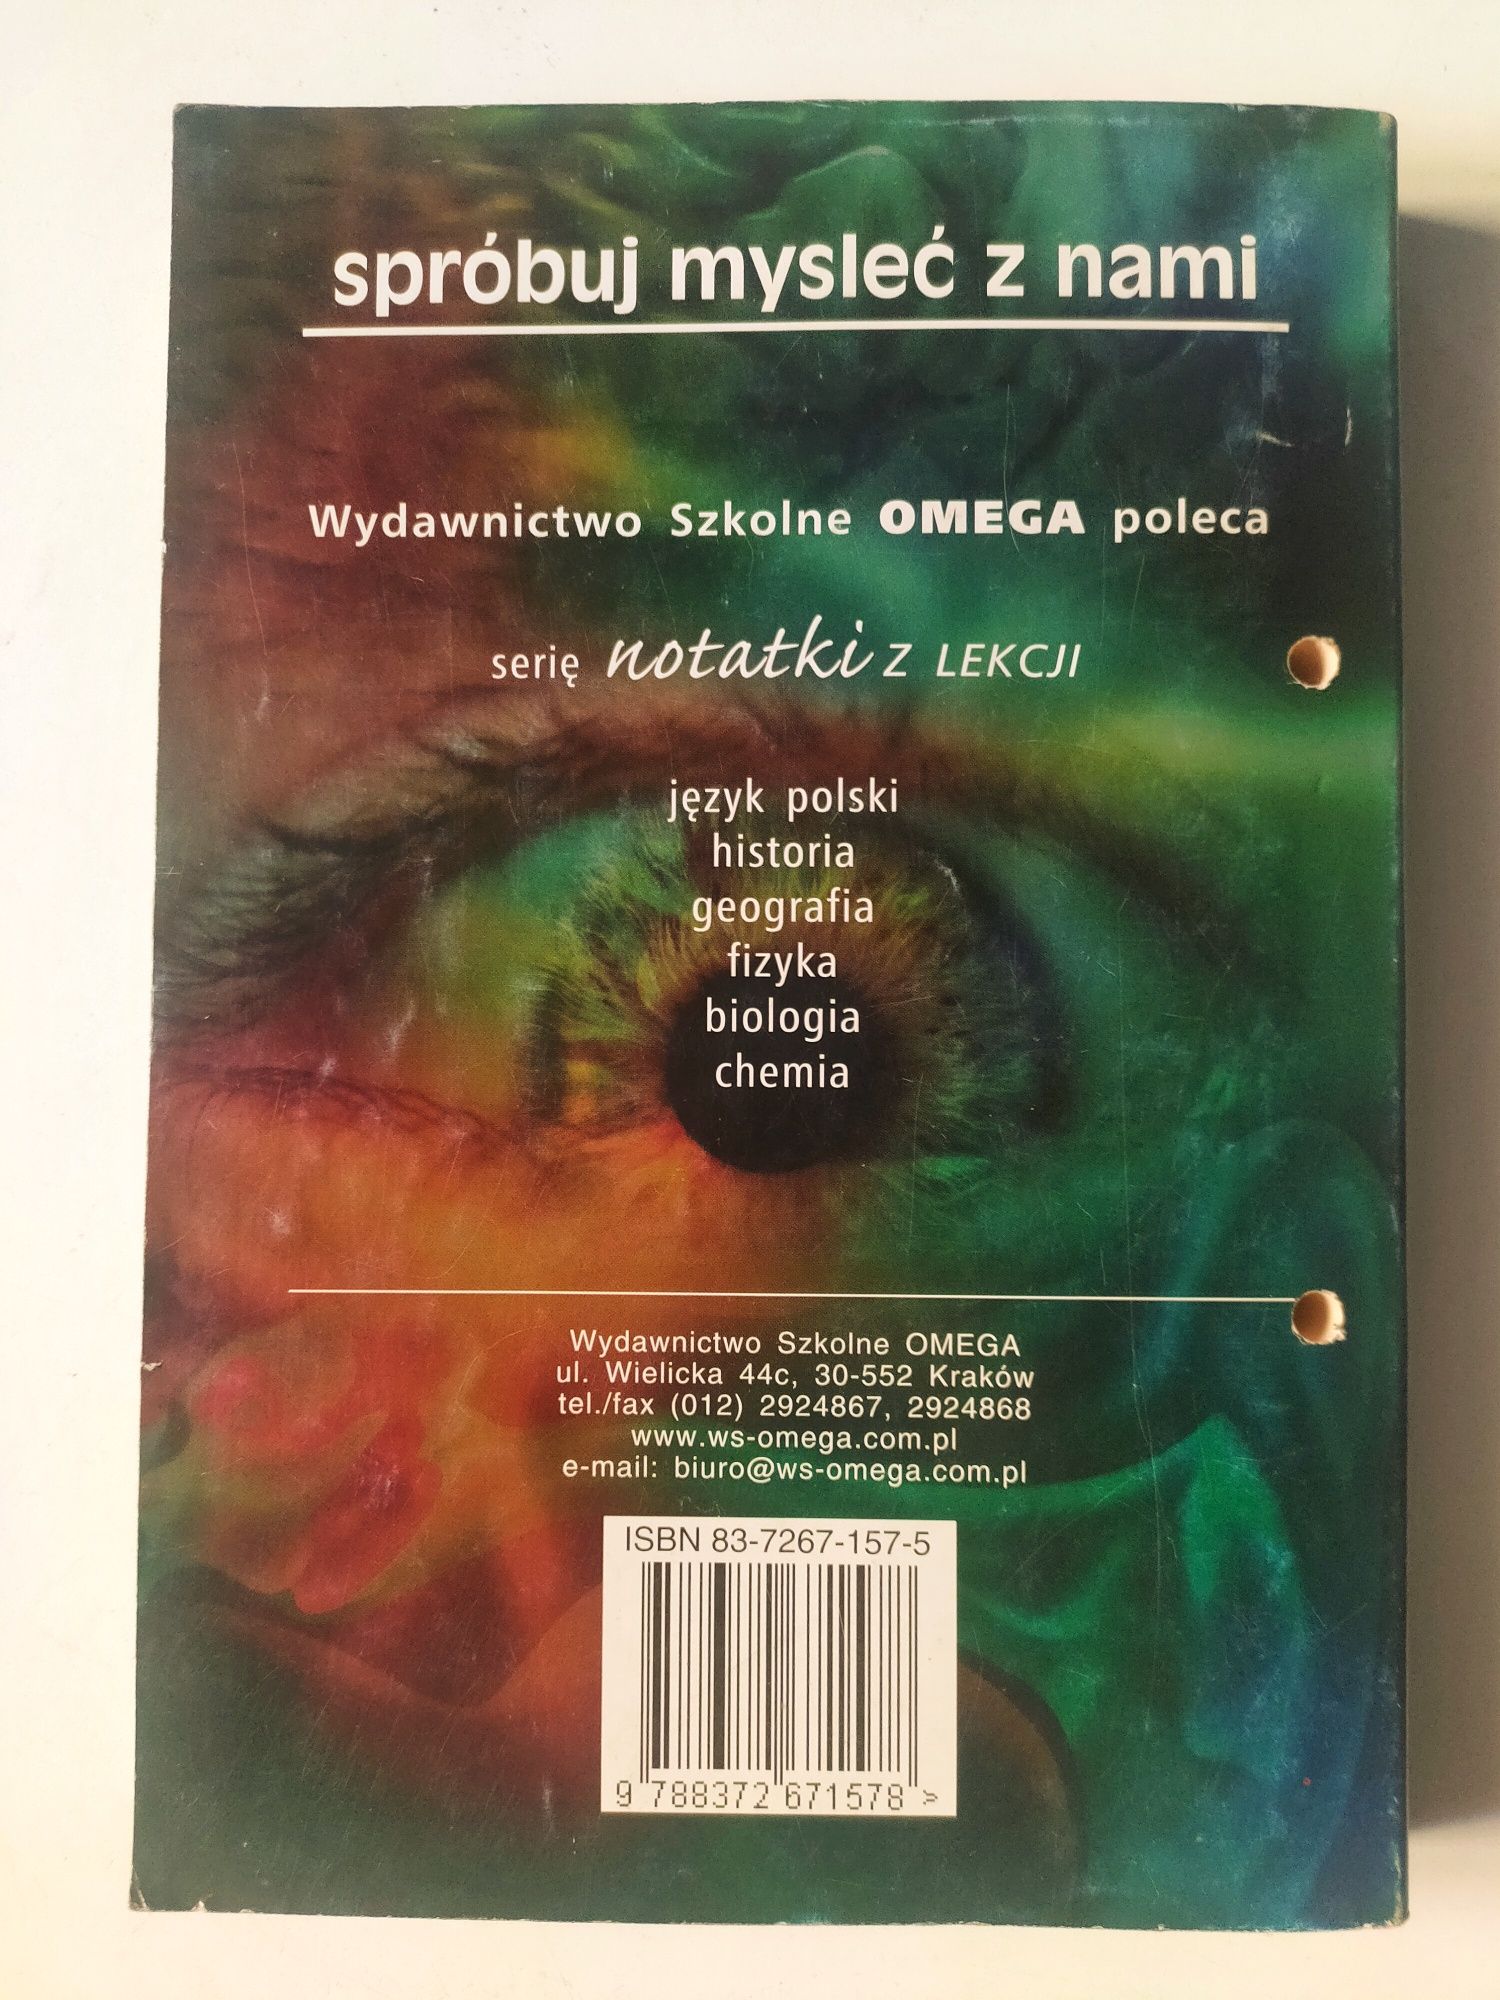 spróbuj mysleć z nami
Wydawnictwo Szkolne OMEGA poleca
serię notatki z LEKCJI
język polski
historia
geografia
fizyka
biologia
chemia
Wydawnictwo Szkolne OMEGA
ul. Wielicka 44c, 30-552 Kraków
tel./fax (012) 2924867, 2924868
www.ws-omega.com.pl
e-mail: biuro@ws-omega.com.pl
ISBN 83-7267-157-5
9 788372 671578 >